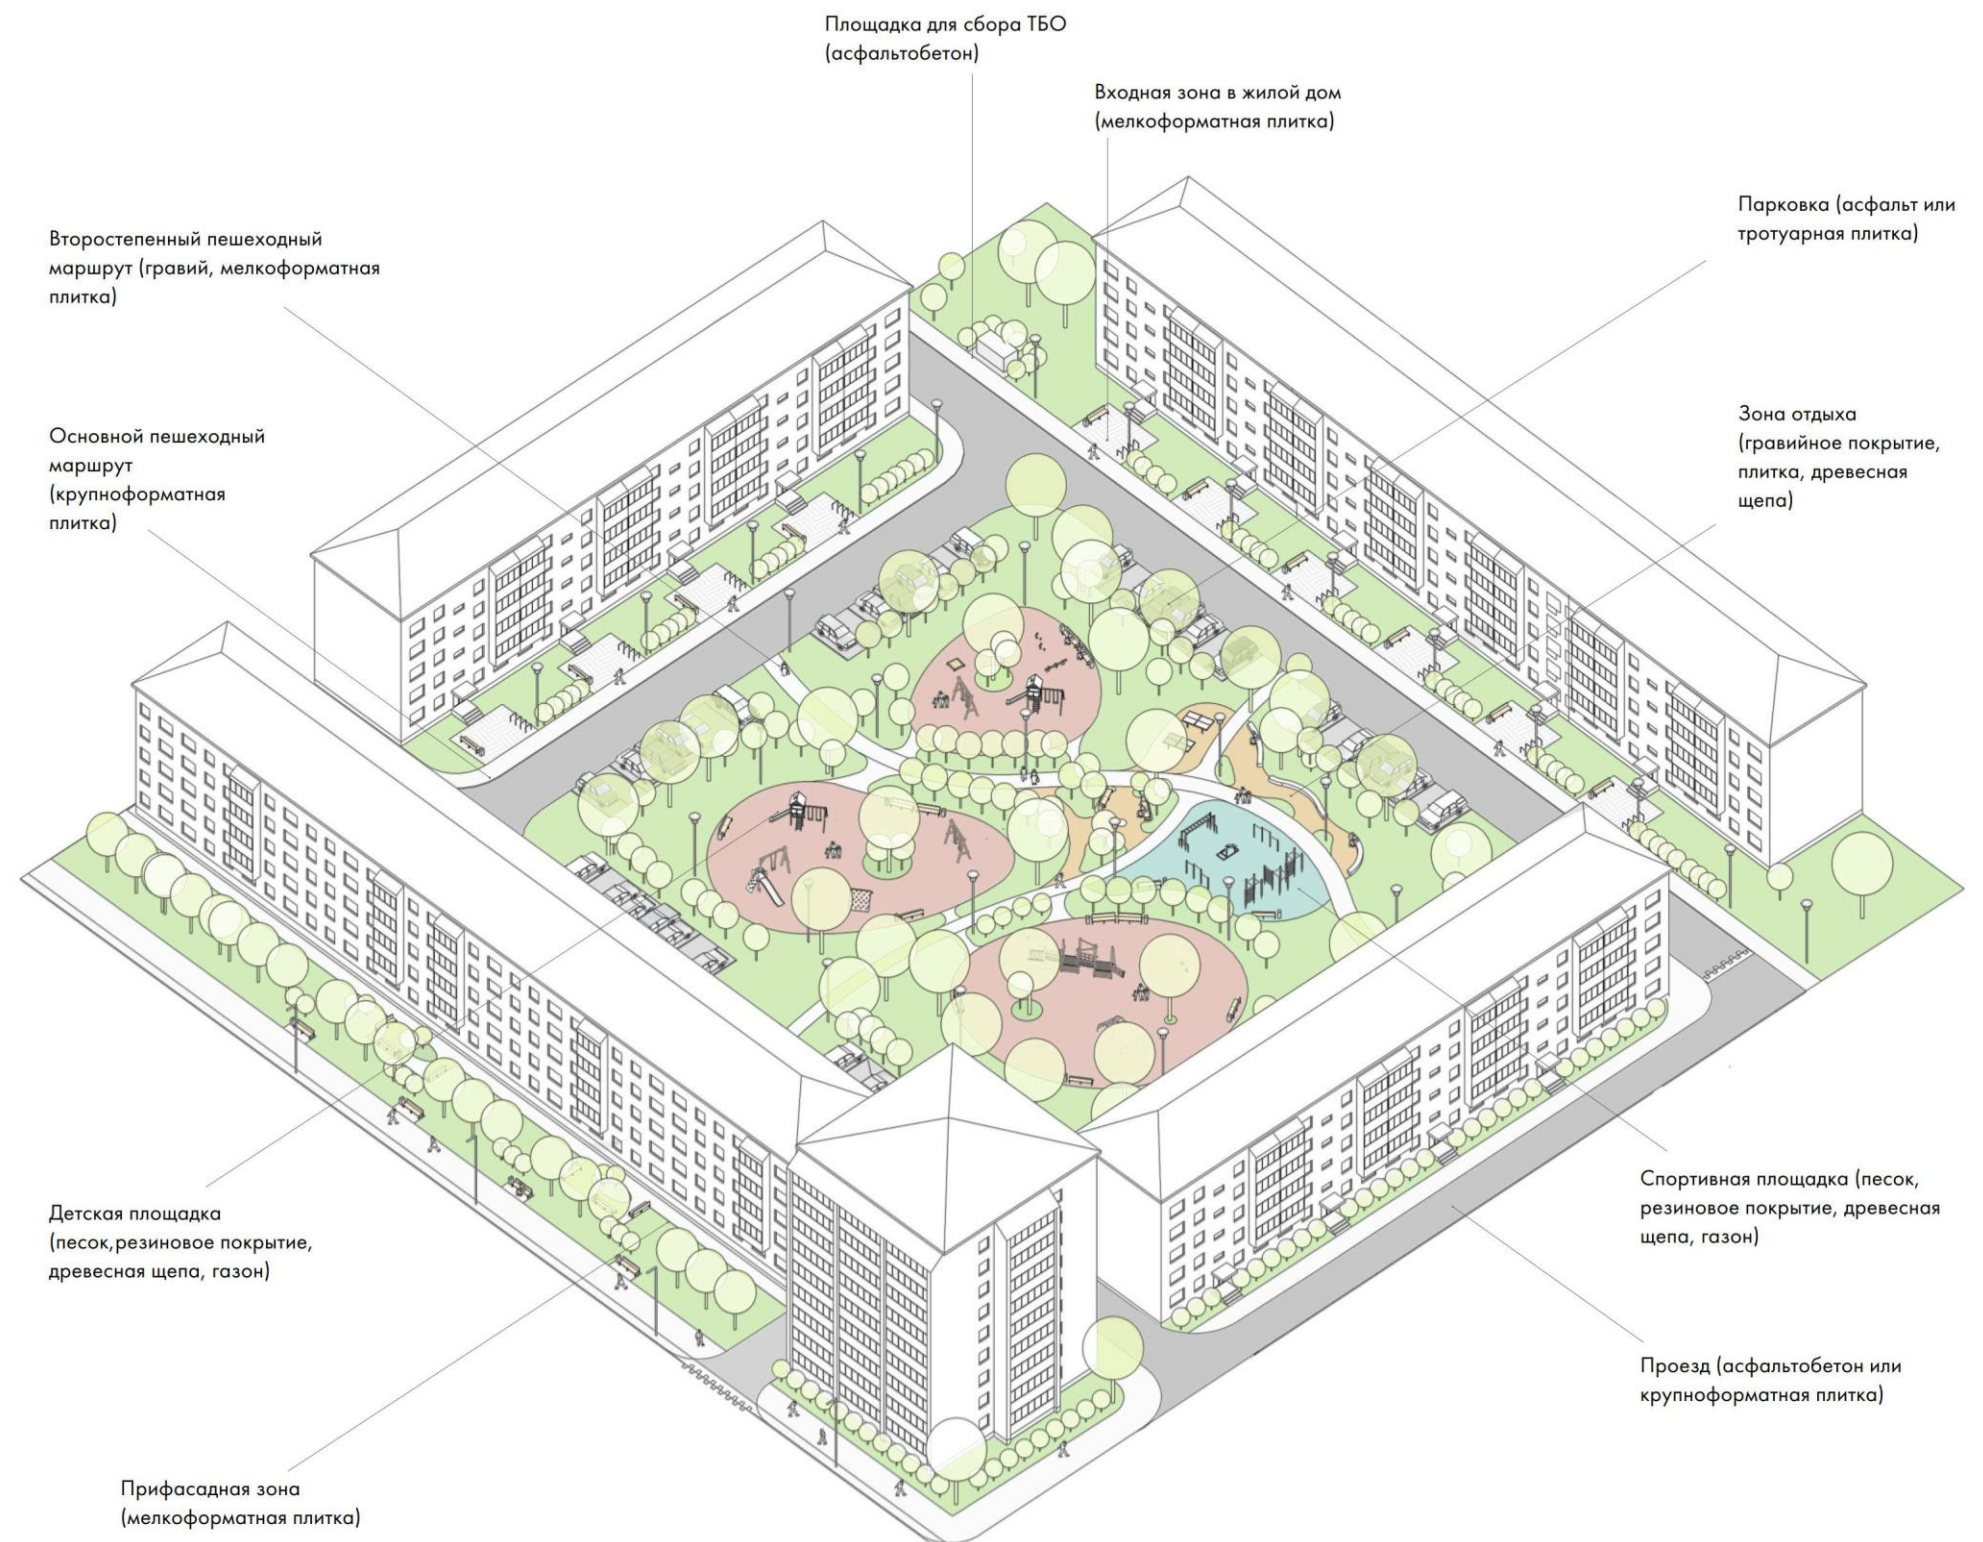 Площадка для сбора ТБО
(асфальтобетон)
Входная зона в жилой дом
(мелкоформатная плитка)
Парковка (асфальт или
тротуарная плитка)
Второстепенный пешеходный
маршрут (гравий, мелкоформатная
плитка)
Зона отдыха
(гравийное покрытие,
плитка, древесная
щепа)
Основной пешеходный
маршрут
(крупноформатная
плитка)
Детская площадка
(песок,резиновое покрытие,
древесная щепа, газон)
Спортивная площадка (песок,
резиновое покрытие, древесная
щепа, газон)
Проезд (асфальтобетон или
крупноформатная плитка)
Прифасадная зона
(мелкоформатная плитка)